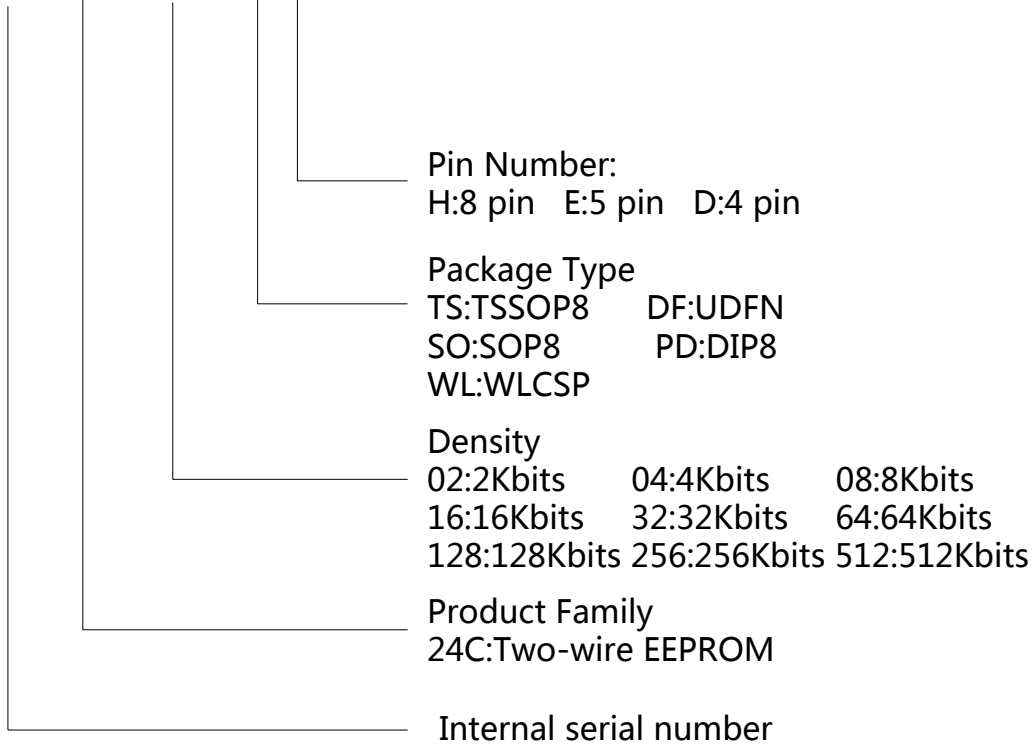 Pin Number:
H:8 pin E:5 pin D:4 pin
Package Type
TS:TSSOP8 DF:UDFN
SO:SOP8 PD:DIP8
WL:WLCSP
Density
02:2Kbits 04:4Kbits 08:8Kbits
16:16Kbits 32:32Kbits 64:64Kbits
128:128Kbits 256:256Kbits 512:512Kbits
Product Family
24C:Two-wire EEPROM
Internal serial number